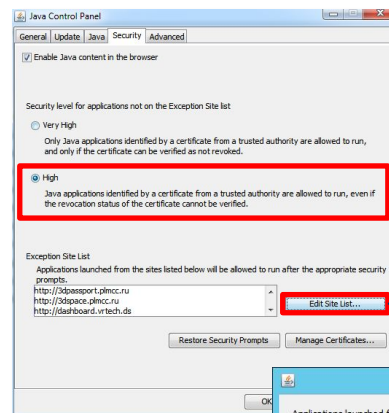 Java Control Panel
General Update Java Security Advanced
Enable Java content in the browser
Security level for applications not on the Exception Site list
Very High
Only Java applications identified by a certificate from a trusted authority are allowed to run,
and only if the certificate can be verified as not revoked.
High
Java applications identified by a certificate from a trusted authority are allowed to run, even if
the revocation status of the certificate cannot be verified.
Exception Site List
Applications launched from the sites listed below will be allowed to run after the appropriate security
prompts.
http://3dpassport.plmcc.ru
http://3dspace.plmcc.ru
http://dashboard.vrtech.ds
Edit Site List...
Restore Security Prompts Manage Certificates...
OK
Applications launched f